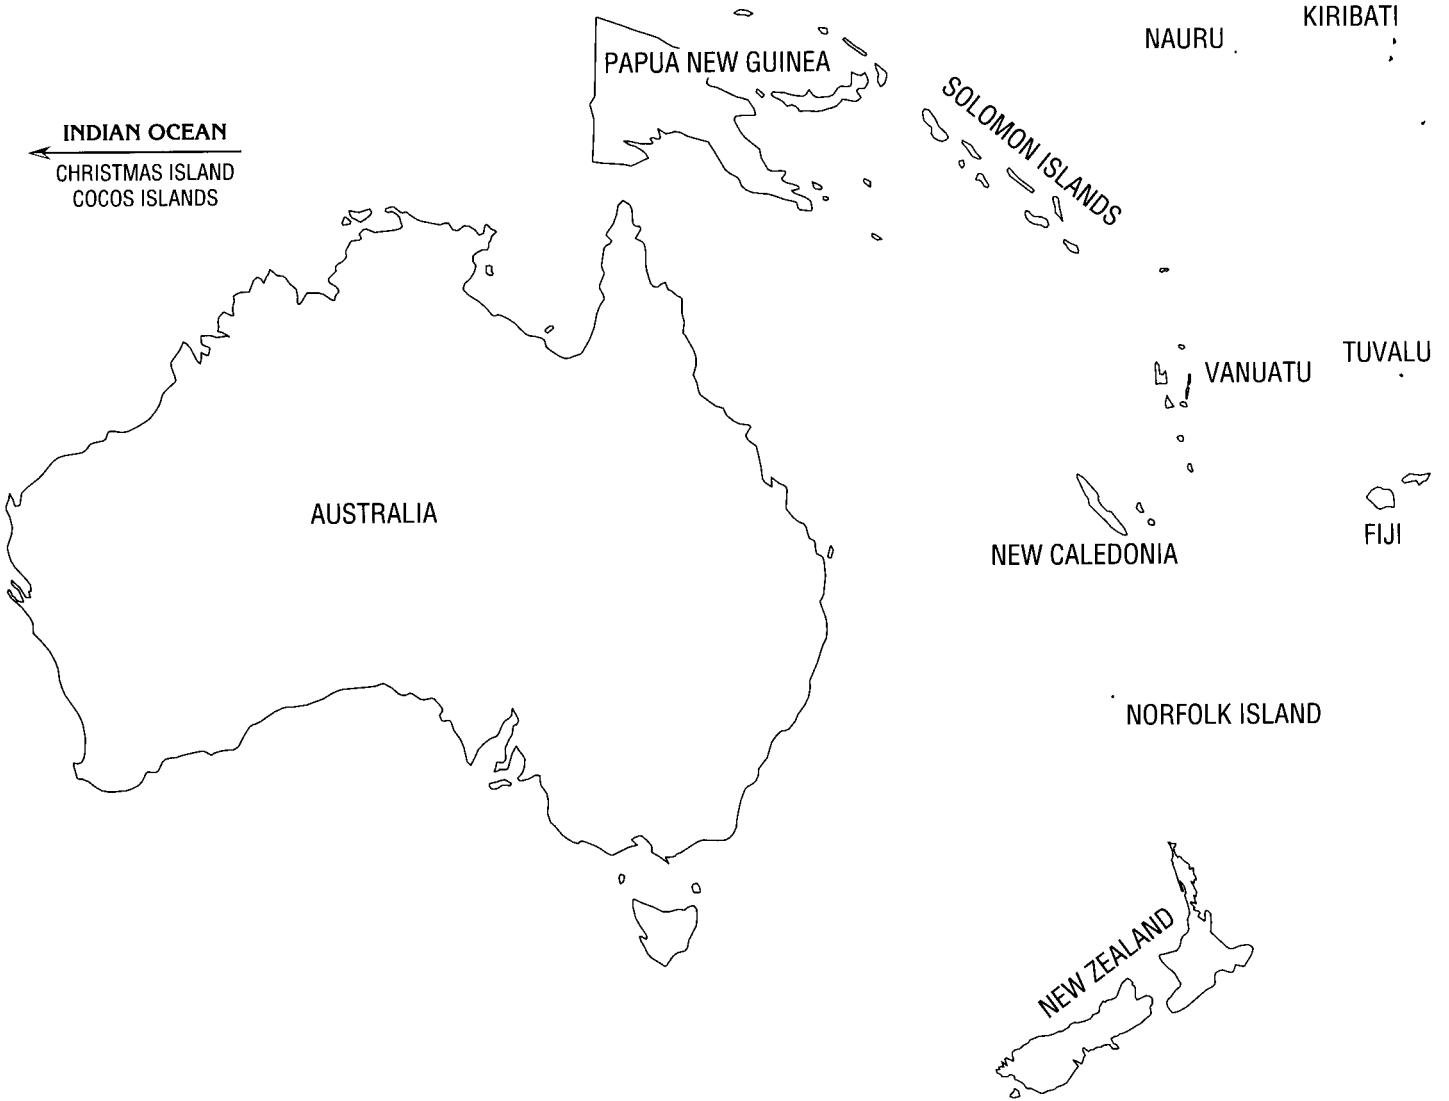 KIRIBATI
NAURU
PAPUA NEW GUINEA
SOLOMON ISLANDS
INDIAN OCEAN
CHRISTMAS ISLAND
COCOS ISLANDS
TUVALU
VANUATU
AUSTRALIA
FIJI
NEW CALEDONIA
NORFOLK ISLAND
NEW ZEALAND